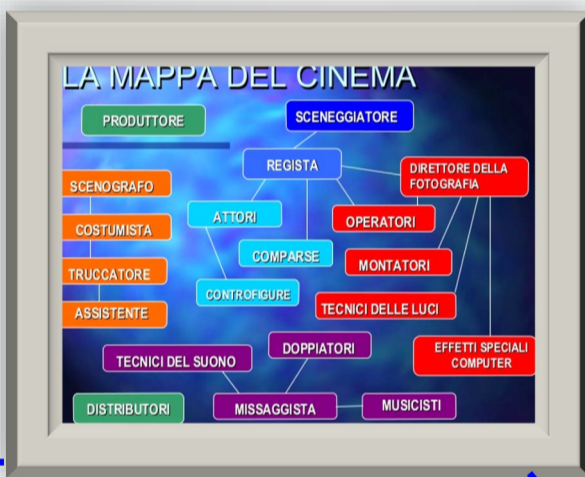 LA MAPPA DEL CINEMA
PRODUTTORE
SCENEGGIATORE
REGISTA
DIRETTORE DELLA
FOTOGRAFIA
SCENOGRAFO
ATTORI
OPERATORI
COSTUMISTA
COMPARSE
MONTATORI
TRUCCATORE
CONTROFIGURE
TECNICI DELLE LUCI
ASSISTENTE
TECNICI DEL SUONO
DOPPIATORI
EFFETTI SPECIALI
COMPUTER
DISTRIBUTORI
MISSAGGISTA
MUSICISTI